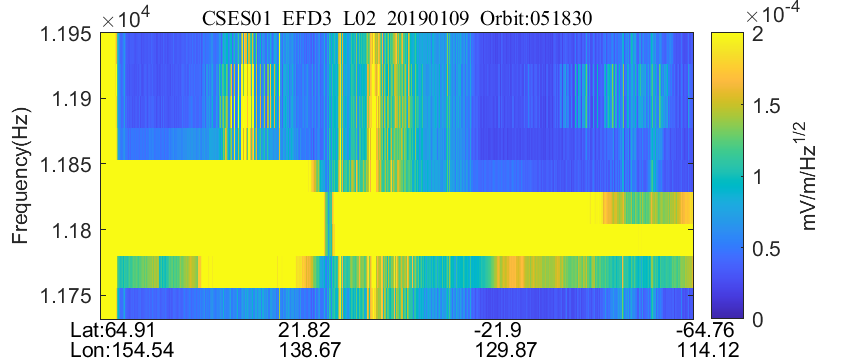 CSES01 EFD3 L02 20190109 Orbit:051830
×10⁴
×10⁻⁴
1.195
1.19
1.185
1.18
1.175
Frequency(Hz)
2
1.5
1
0.5
0
mV/m/Hz^1/2
Lat:64.91 21.82 -21.9 -64.76
Lon:154.54 138.67 129.87 114.12